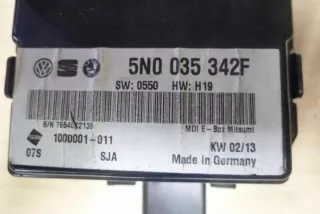 5N0 035 342F
SW: 0550 HW: H19
S/N 7664002139
MDI E-Box Mitsumi
1000001-011
07S SJA
KW 02/13
Made in Germany